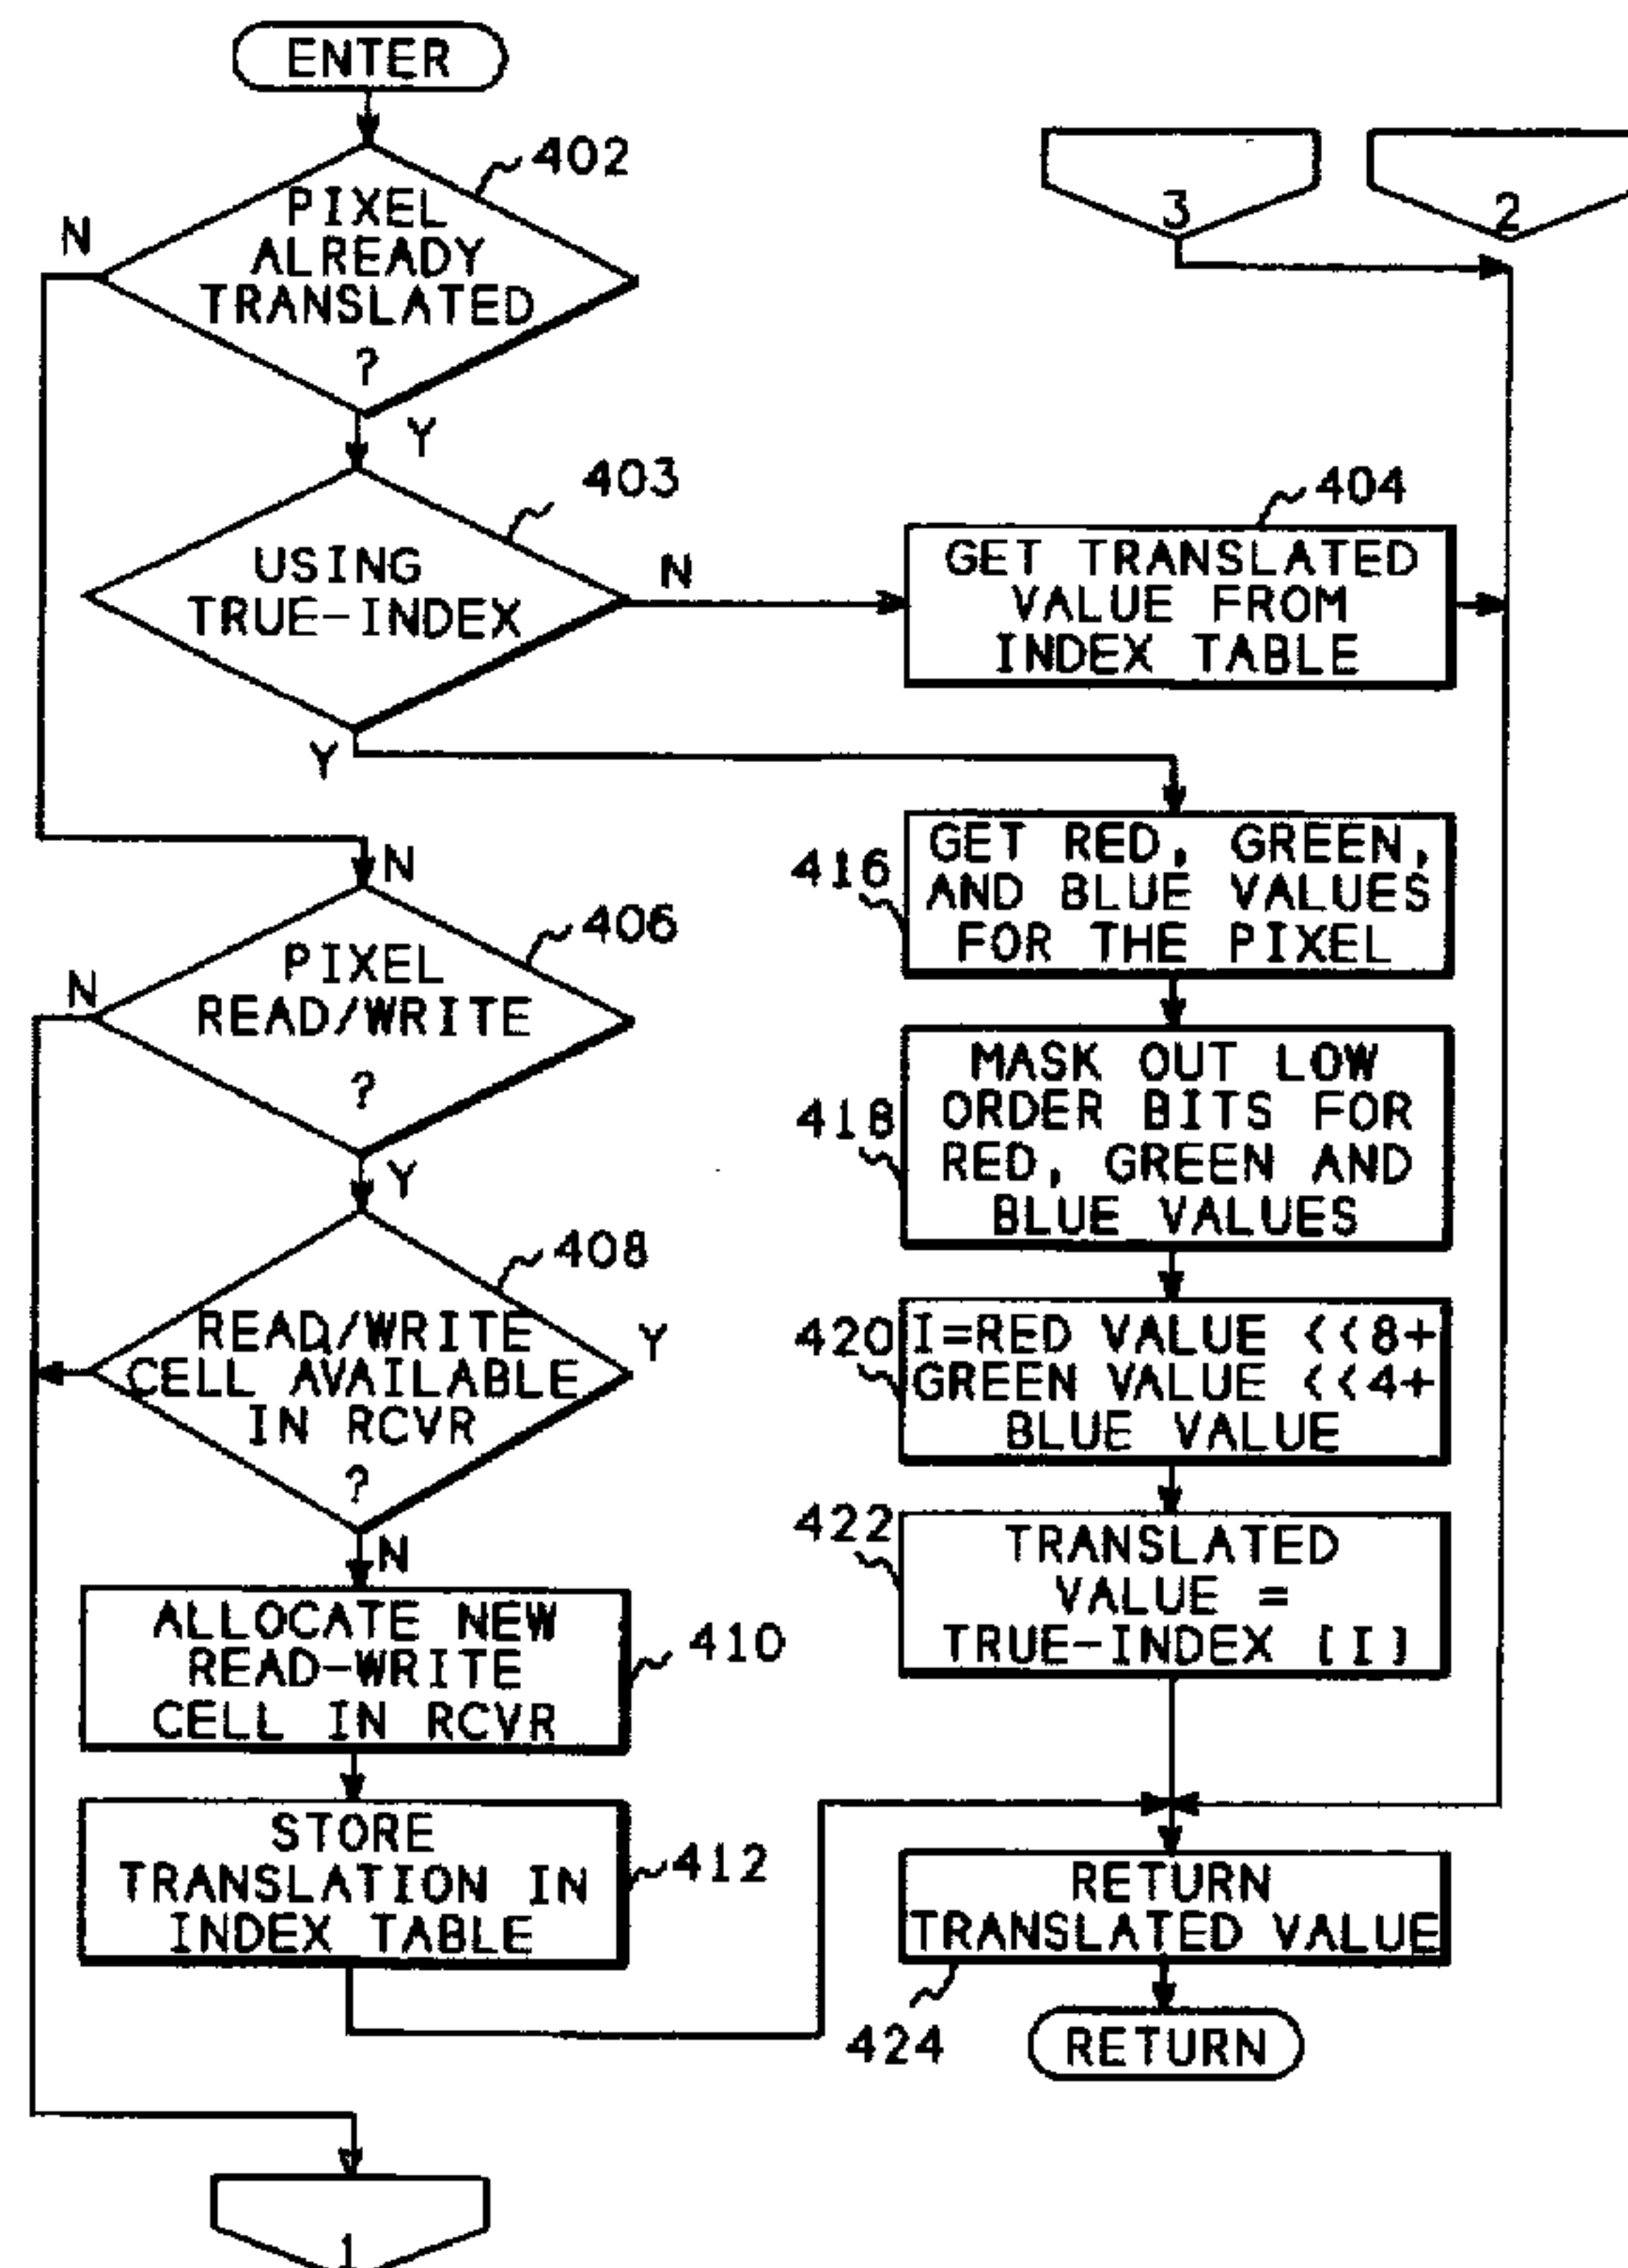 ENTER
402
PIXEL
ALREADY
TRANSLATED
?
N
Y
3
2
403
USING
TRUE-INDEX
N
Y
404
GET TRANSLATED
VALUE FROM
INDEX TABLE
N
406
PIXEL
READ/WRITE
?
N
Y
408
READ/WRITE
CELL AVAILABLE
IN RCVR
?
Y
N
ALLOCATE NEW
READ-WRITE
CELL IN RCVR
410
STORE
TRANSLATION IN
INDEX TABLE
412
1
416
GET RED, GREEN,
AND BLUE VALUES
FOR THE PIXEL
418
MASK OUT LOW
ORDER BITS FOR
RED, GREEN AND
BLUE VALUES
420
I=RED VALUE <<8+
GREEN VALUE <<4+
BLUE VALUE
422
TRANSLATED
VALUE =
TRUE-INDEX [I]
RETURN
TRANSLATED VALUE
424
RETURN